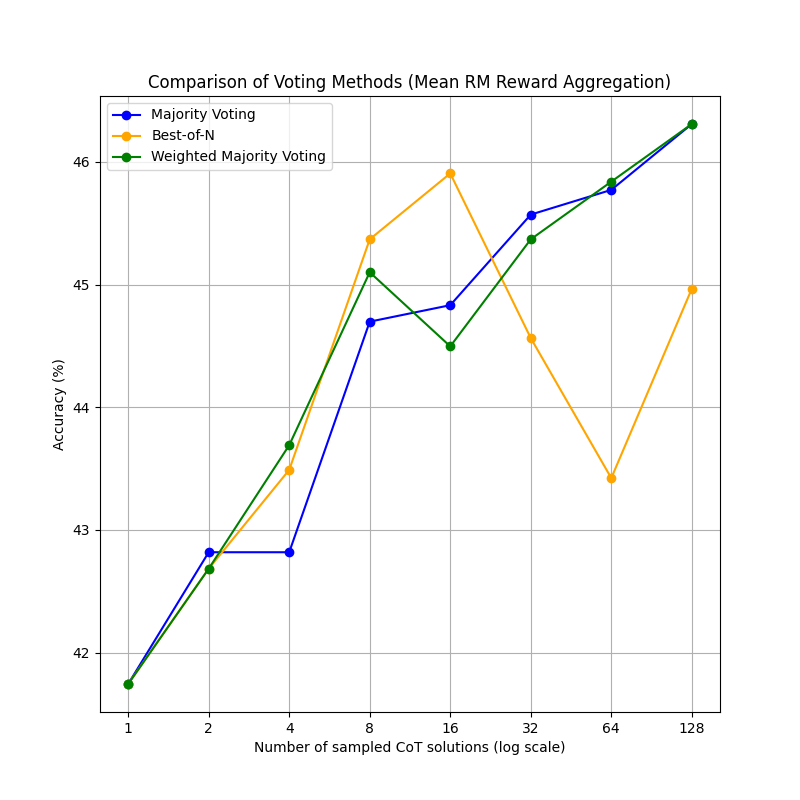 Comparison of Voting Methods (Mean RM Reward Aggregation)
Majority Voting
Best-of-N
Weighted Majority Voting
46
45
44
43
42
Accuracy (%)
1 2 4 8 16 32 64 128
Number of sampled CoT solutions (log scale)